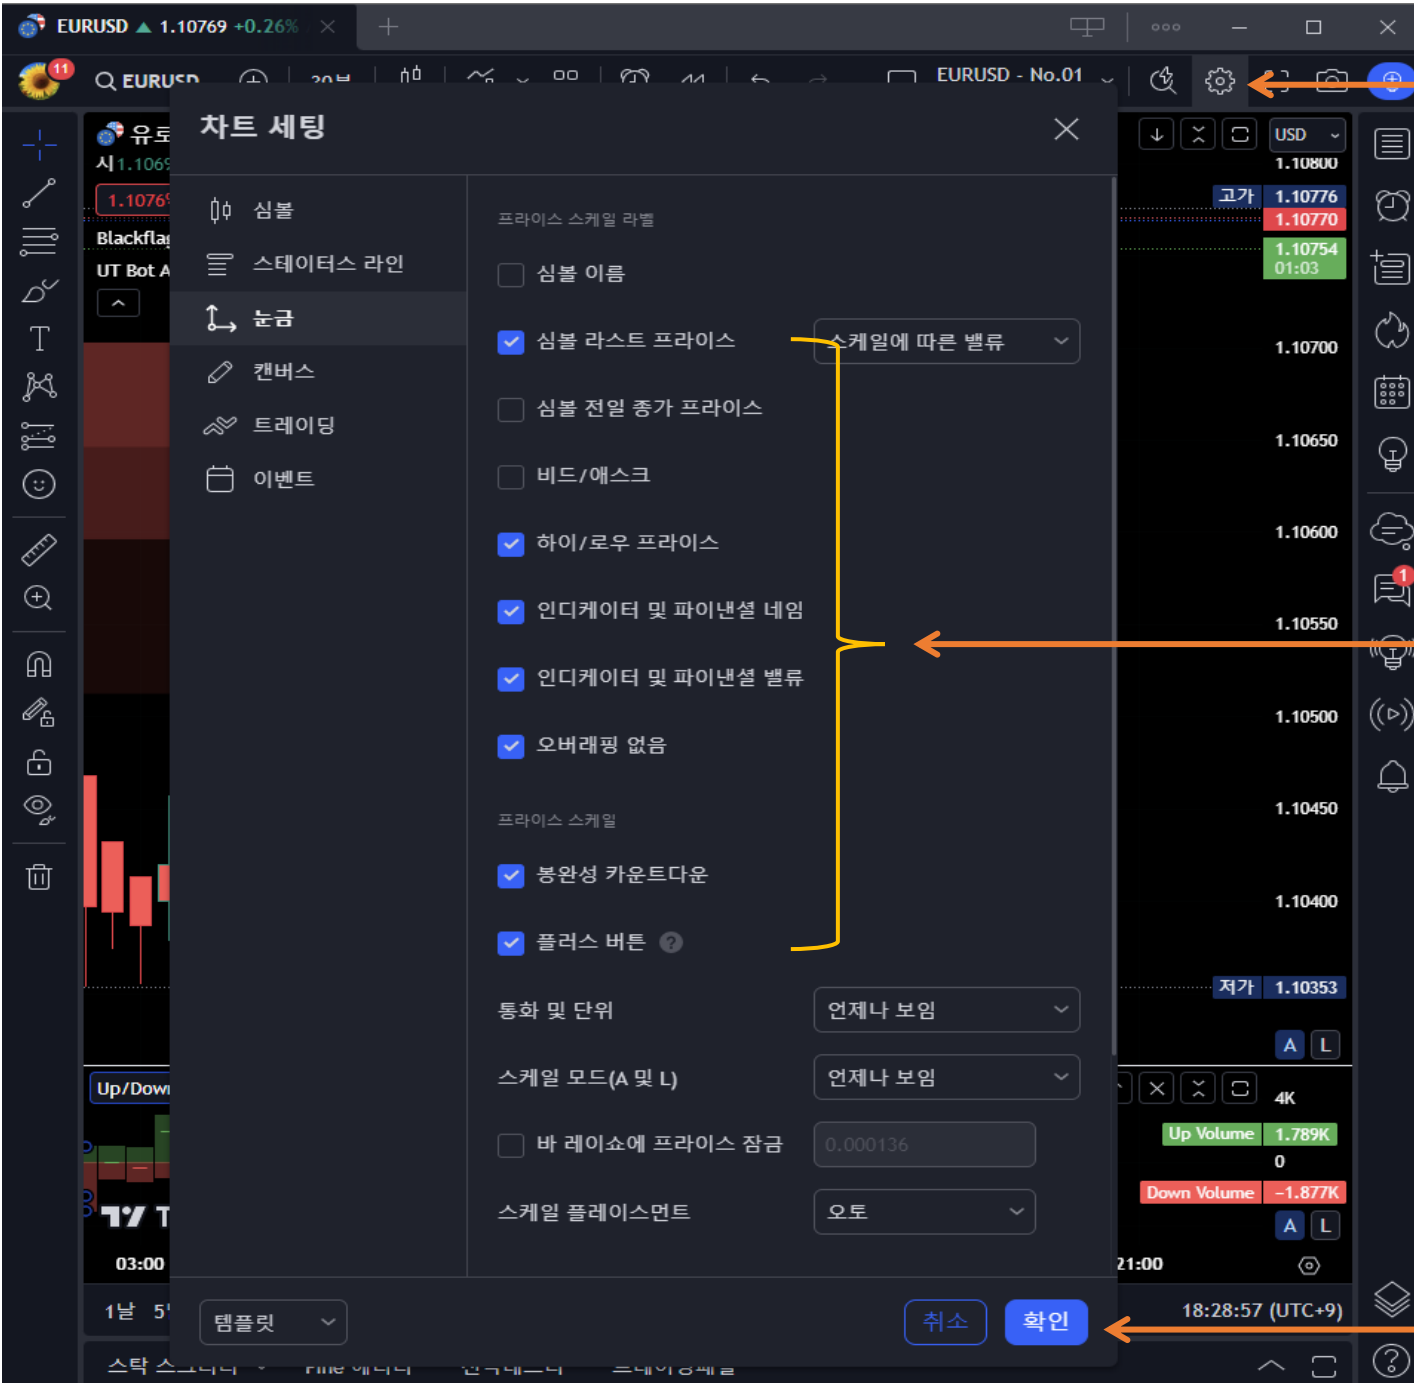 EURUSD ▲ 1.10769 +0.26%
11
EURUSD
30분
EURUSD - No.01
차트 세팅
유로
USD
시1.1069
1.10800
고가 1.10776
1.1076
1.10770
Blackflag
1.10754
01:03
UT Bot A
심볼
스테이터스 라인
눈금
캔버스
트레이딩
이벤트
프라이스 스케일 라벨
심볼 이름
심볼 라스트 프라이스
스케일에 따른 밸류
심볼 전일 종가 프라이스
비드/애스크
하이/로우 프라이스
인디케이터 및 파이낸셜 네임
인디케이터 및 파이낸셜 밸류
오버래핑 없음
프라이스 스케일
봉완성 카운트다운
플러스 버튼 ?
통화 및 단위
언제나 보임
스케일 모드(A 및 L)
언제나 보임
바 레이쇼에 프라이스 잠금
0.000136
스케일 플레이스먼트
오토
1.10700
1.10650
1.10600
1.10550
1
1.10500
1.10450
1.10400
저가 1.10353
A L
Up/Down
4K
Up Volume 1.789K
0
Down Volume −1.877K
A L
03:00
21:00
1날 5
템플릿
취소
확인
18:28:57 (UTC+9)